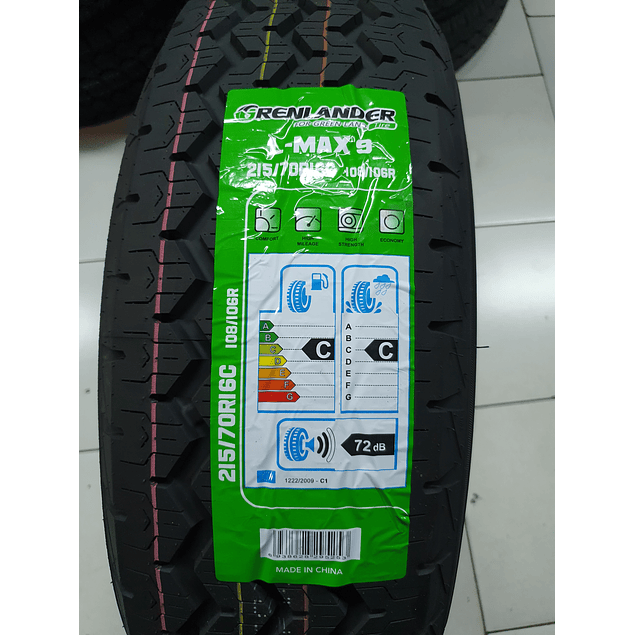 GRENLANDER
FOR GREEN LAND Tire
L-MAX 9
215/70R16C 108/106R
COMFORT
HIGH MILEAGE
HIGH STRENGTH
ECONOMY
A
B
C
D
E
F
G
C
A
B
C
D
E
F
G
C
72 dB
1222/2009 - C1
215/70R16C 108/106R
MADE IN CHINA